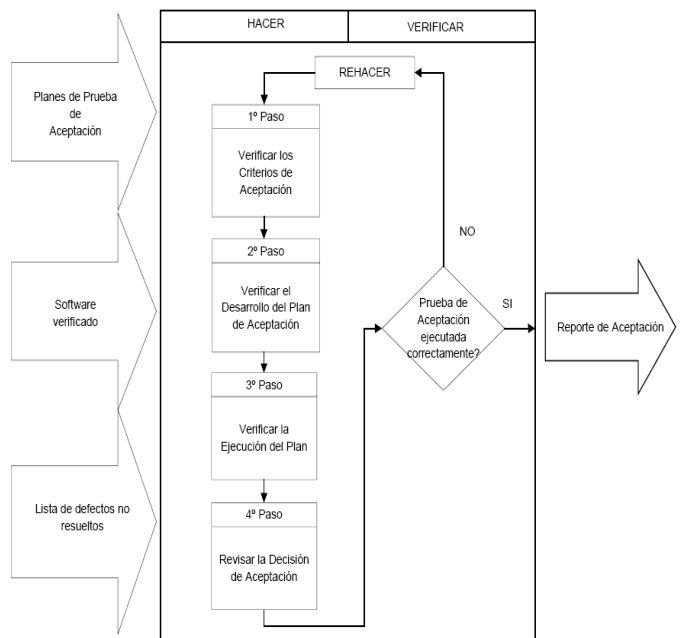 HACER
VERIFICAR
REHACER
Planes de Prueba
de
Aceptación
1º Paso
Verificar los
Criterios de
Aceptación
2º Paso
Verificar el
Desarrollo del Plan
de Aceptación
NO
Software
verificado
Prueba de
Aceptación
ejecutada
correctamente?
SI
Reporte de Aceptación
3º Paso
Verificar la
Ejecución del Plan
Lista de defectos no
resueltos
4º Paso
Revisar la Decisión
de Aceptación